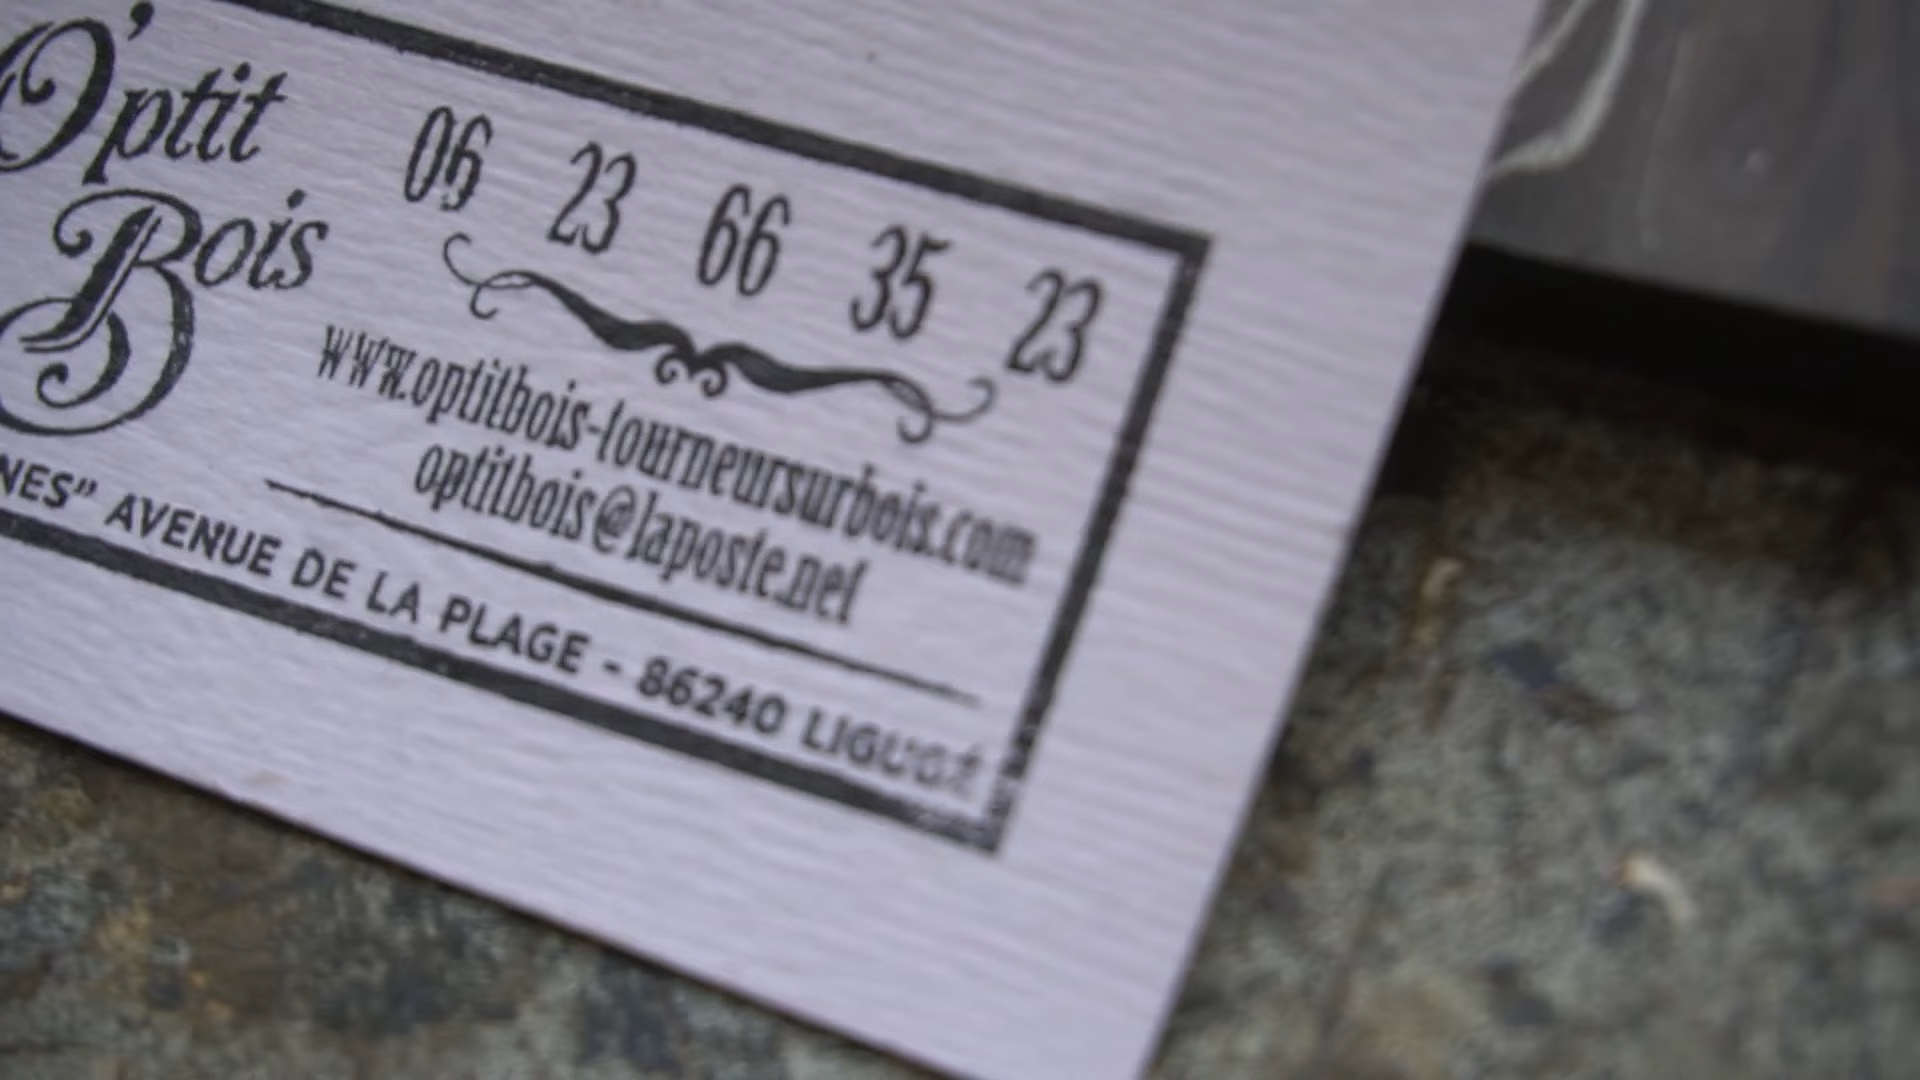 O'ptit
Bois
06 23 66 35 23
www.optitbois-tourneursurbois.com
optitbois@laposte.net
NES” AVENUE DE LA PLAGE - 86240 LIGUGÉ